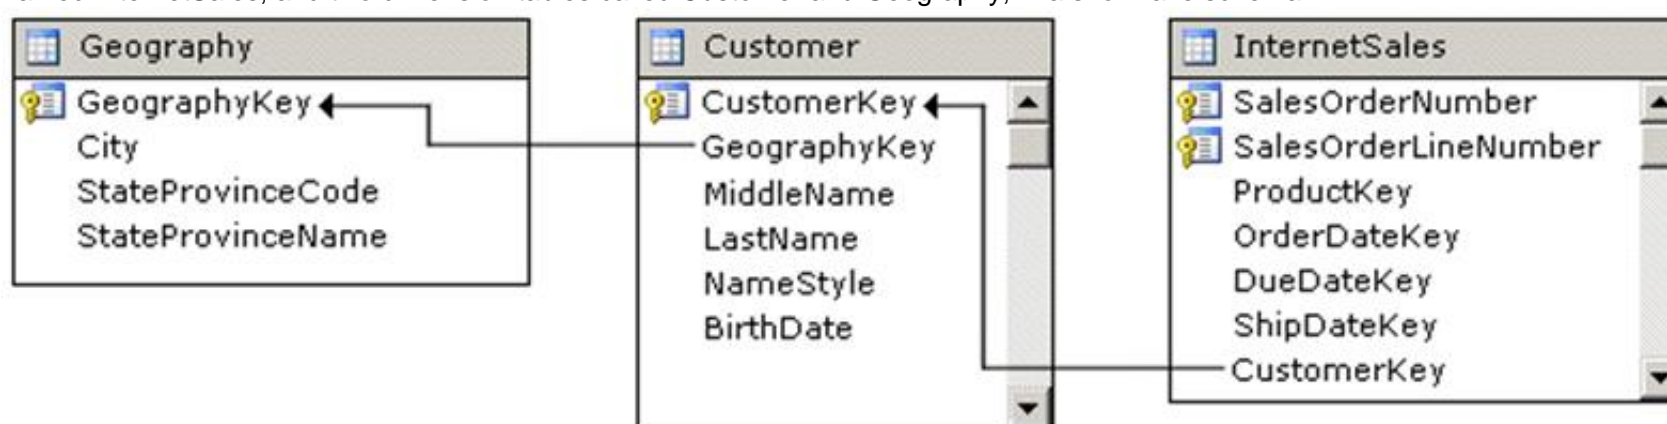 Geography
GeographyKey
City
StateProvinceCode
StateProvinceName
Customer
CustomerKey
GeographyKey
MiddleName
LastName
NameStyle
BirthDate
InternetSales
SalesOrderNumber
SalesOrderLineNumber
ProductKey
OrderDateKey
DueDateKey
ShipDateKey
CustomerKey